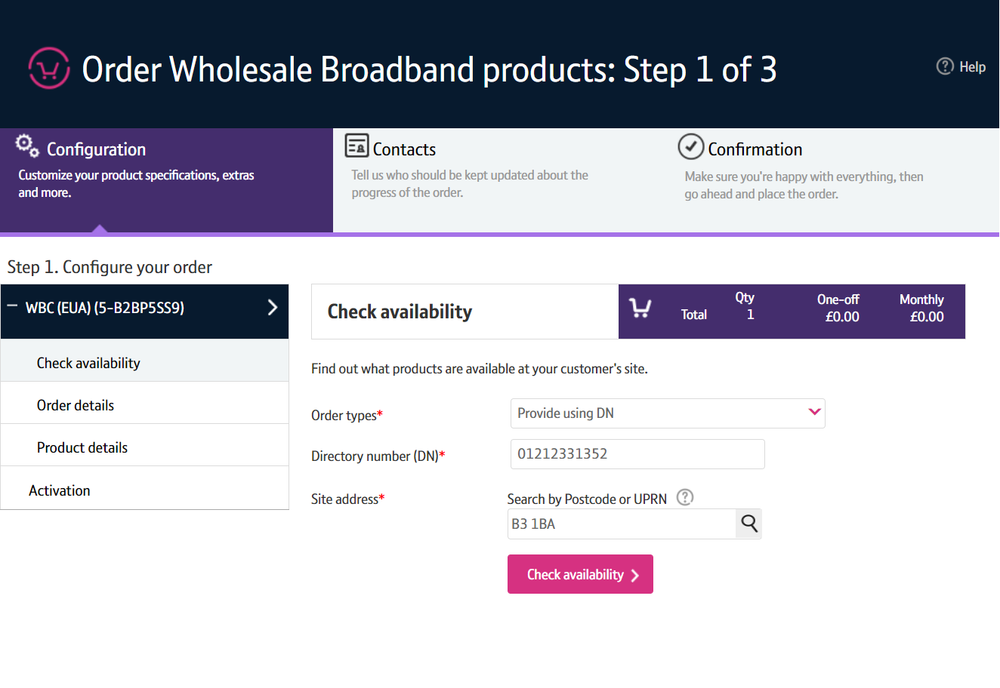 Order Wholesale Broadband products: Step 1 of 3
Help
Configuration
Customize your product specifications, extras
and more.
Contacts
Tell us who should be kept updated about the
progress of the order.
Confirmation
Make sure you're happy with everything, then
go ahead and place the order.
Step 1. Configure your order
WBC (EUA) (5-B2BP5SS9)
Check availability
Order details
Product details
Activation
Check availability
Total
Qty
1
One-off
£0.00
Monthly
£0.00
Find out what products are available at your customer's site.
Order types*
Provide using DN
Directory number (DN)*
01212331352
Site address*
Search by Postcode or UPRN
B3 1BA
Check availability